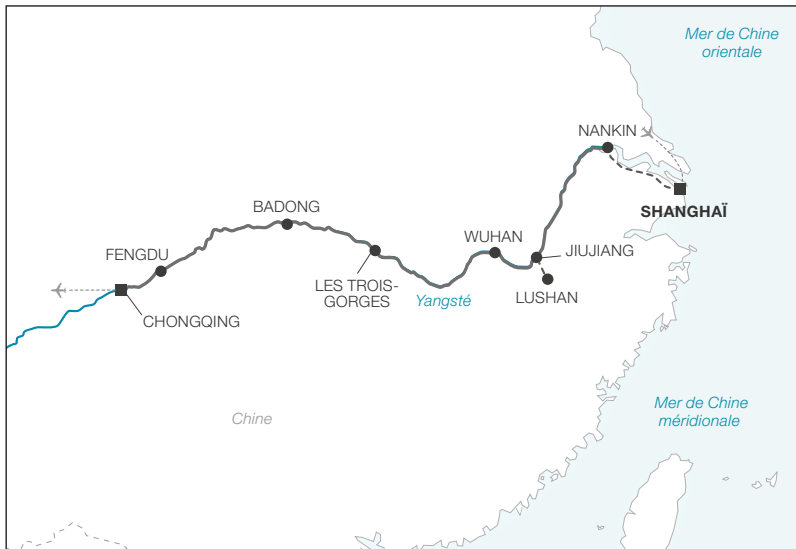 Mer de Chine
orientale
NANKIN
SHANGHAÏ
BADONG
WUHAN
FENGDU
JIUJIANG
LES TROIS-
GORGES
Yangsté
LUSHAN
CHONGQING
Chine
Mer de Chine
méridionale